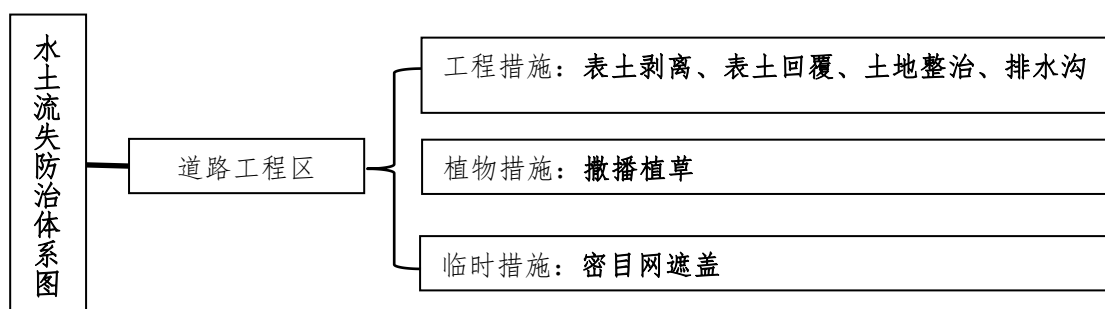 水土流失防治体系图
道路工程区
工程措施：表土剥离、表土回覆、土地整治、排水沟
植物措施：撒播植草
临时措施：密目网遮盖